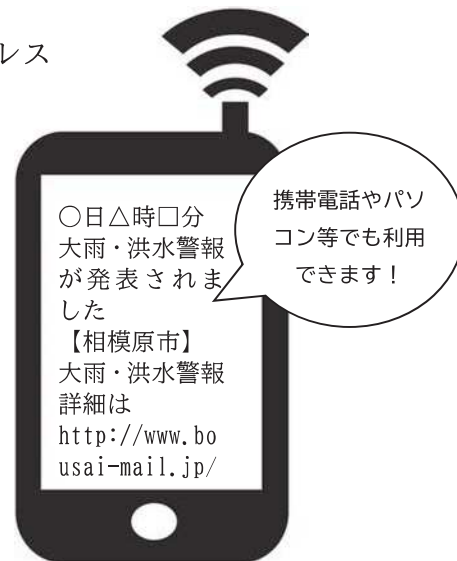 レス
○日△時□分
大雨・洪水警報
が発表されま
した
【相模原市】
大雨・洪水警報
詳細は
http://www.bo
usai-mail.jp/
携帯電話やパソ
コン等でも利用
できます！